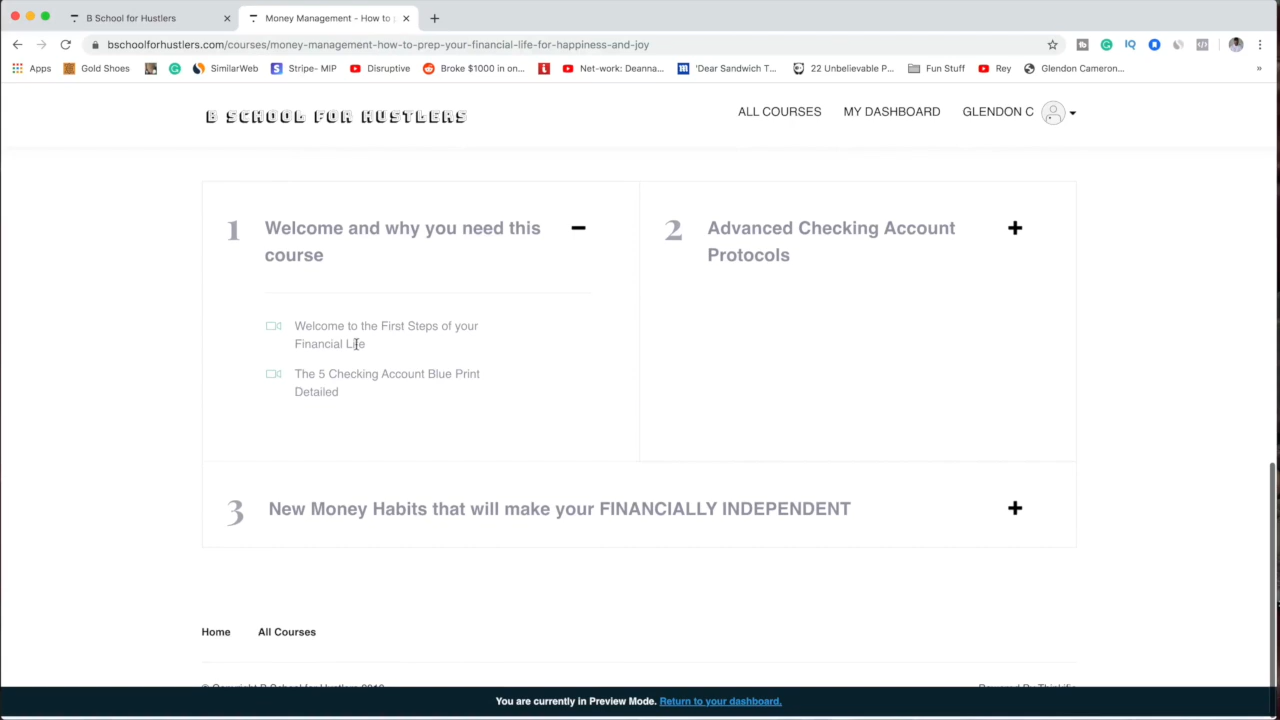 B School for Hustlers
Money Management - How to
bschoolforhustlers.com/courses/money-management-how-to-prep-your-financial-life-for-happiness-and-joy
Apps
Gold Shoes
SimilarWeb
Stripe- MIP
Disruptive
Broke $1000 in on...
Net-work: Deanna...
'Dear Sandwich T...
22 Unbelievable P...
Fun Stuff
Rey
Glendon Cameron...
»
B SCHOOL FOR HUSTLERS
ALL COURSES
MY DASHBOARD
GLENDON C
1
Welcome and why you need this
course
2
Advanced Checking Account
Protocols
Welcome to the First Steps of your
Financial Life
The 5 Checking Account Blue Print
Detailed
3
New Money Habits that will make your FINANCIALLY INDEPENDENT
Home
All Courses
© Copyright B School for Hustlers 2019
Powered By Thinkific
You are currently in Preview Mode. Return to your dashboard.